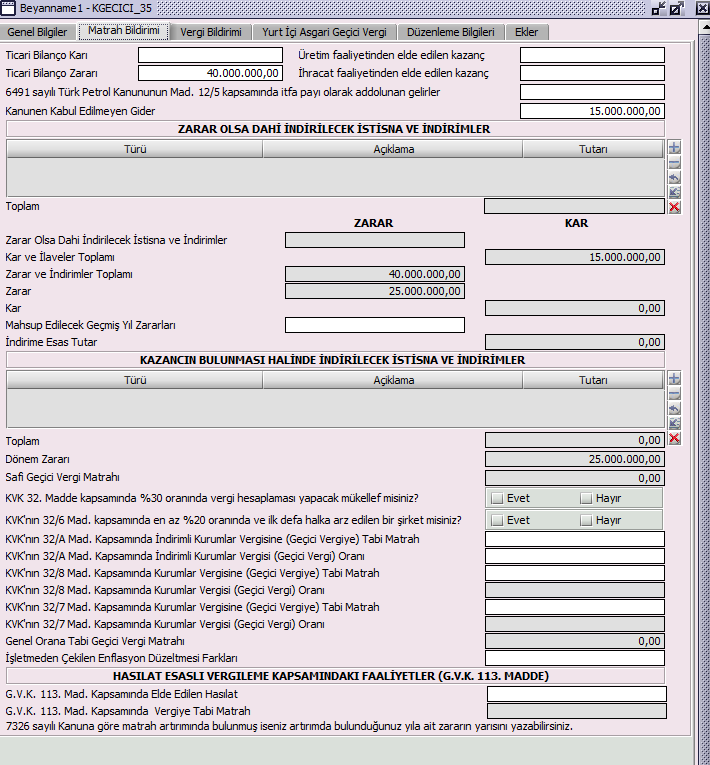 Beyanname1 - KGECICI_35
Genel Bilgiler Matrah Bildirimi Vergi Bildirimi Yurt İçi Asgari Geçici Vergi Düzenleme Bilgileri Ekler
Ticari Bilanço Karı Üretim faaliyetinden elde edilen kazanç
Ticari Bilanço Zararı 40.000.000,00 İhracat faaliyetinden elde edilen kazanç
6491 sayılı Türk Petrol Kanununun Mad. 12/5 kapsamında itfa payı olarak addolunan gelirler
Kanunen Kabul Edilmeyen Gider 15.000.000,00
ZARAR OLSA DAHİ İNDİRİLECEK İSTİSNA VE İNDİRİMLER
Türü Açıklama Tutarı
Toplam
ZARAR KAR
Zarar Olsa Dahi İndirilecek İstisna ve İndirimler
Kar ve İlaveler Toplamı 15.000.000,00
Zarar ve İndirimler Toplamı 40.000.000,00
Zarar 25.000.000,00
Kar 0,00
Mahsup Edilecek Geçmiş Yıl Zararları
İndirime Esas Tutar 0,00
KAZANCIN BULUNMASI HALİNDE İNDİRİLECEK İSTİSNA VE İNDİRİMLER
Türü Açıklama Tutarı
Toplam 0,00
Dönem Zararı 25.000.000,00
Safi Geçici Vergi Matrahı 0,00
KVK 32. Madde kapsamında %30 oranında vergi hesaplaması yapacak mükellef misiniz? Evet Hayır
KVK'nın 32/6 Mad. kapsamında en az %20 oranında ve ilk defa halka arz edilen bir şirket misiniz? Evet Hayır
KVK'nın 32/A Mad. Kapsamında İndirimli Kurumlar Vergisine (Geçici Vergiye) Tabi Matrah
KVK'nın 32/A Mad. Kapsamında İndirimli Kurumlar Vergisi (Geçici Vergi) Oranı
KVK'nın 32/8 Mad. Kapsamında Kurumlar Vergisine (Geçici Vergiye) Tabi Matrah
KVK'nın 32/8 Mad. Kapsamında Kurumlar Vergisi (Geçici Vergi) Oranı
KVK'nın 32/7 Mad. Kapsamında Kurumlar Vergisine (Geçici Vergiye) Tabi Matrah
KVK'nın 32/7 Mad. Kapsamında Kurumlar Vergisi (Geçici Vergi) Oranı
Genel Orana Tabi Geçici Vergi Matrahı 0,00
İşletmeden Çekilen Enflasyon Düzeltmesi Farkları
HASILAT ESASLI VERGİLEME KAPSAMINDAKI FAALİYETLER (G.V.K. 113. MADDE)
G.V.K. 113. Mad. Kapsamında Elde Edilen Hasılat
G.V.K. 113. Mad. Kapsamında Vergiye Tabi Matrah
7326 sayılı Kanuna göre matrah artırımında bulunmuş iseniz artırımda bulunduğunuz yıla ait zararın yarısını yazabilirsiniz.